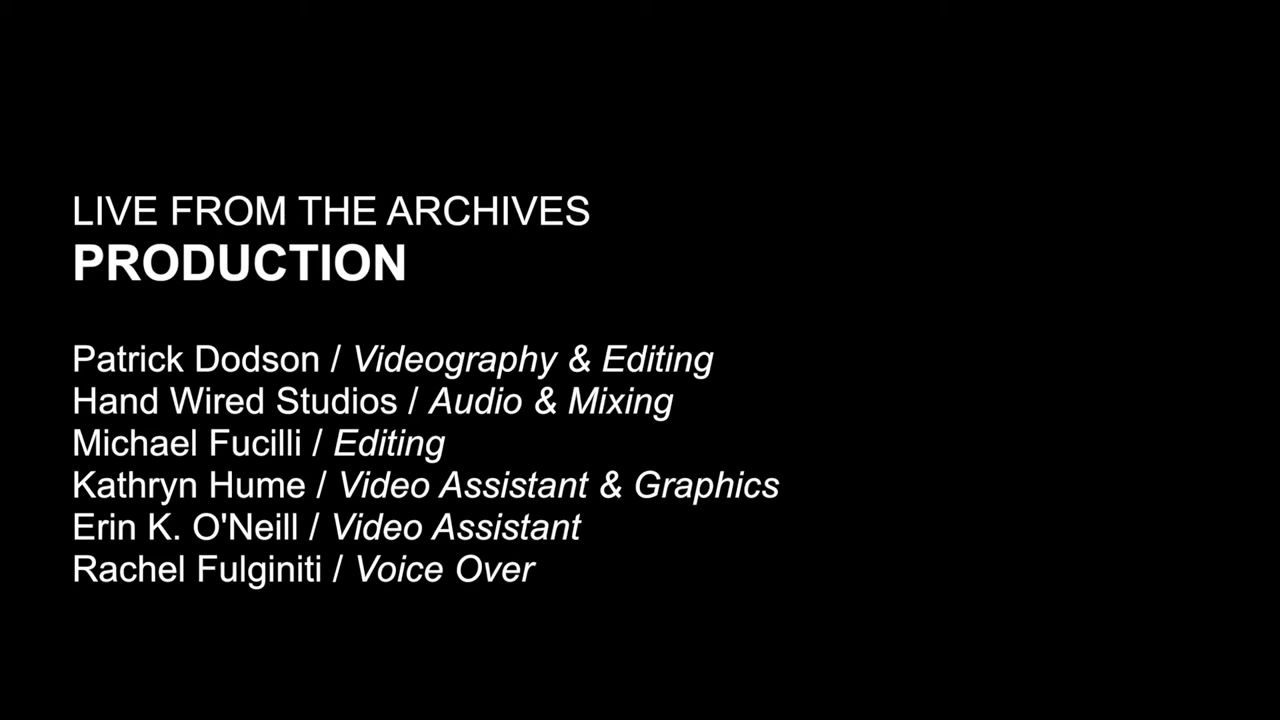 LIVE FROM THE ARCHIVES
PRODUCTION
Patrick Dodson / Videography & Editing
Hand Wired Studios / Audio & Mixing
Michael Fucilli / Editing
Kathryn Hume / Video Assistant & Graphics
Erin K. O'Neill / Video Assistant
Rachel Fulginiti / Voice Over